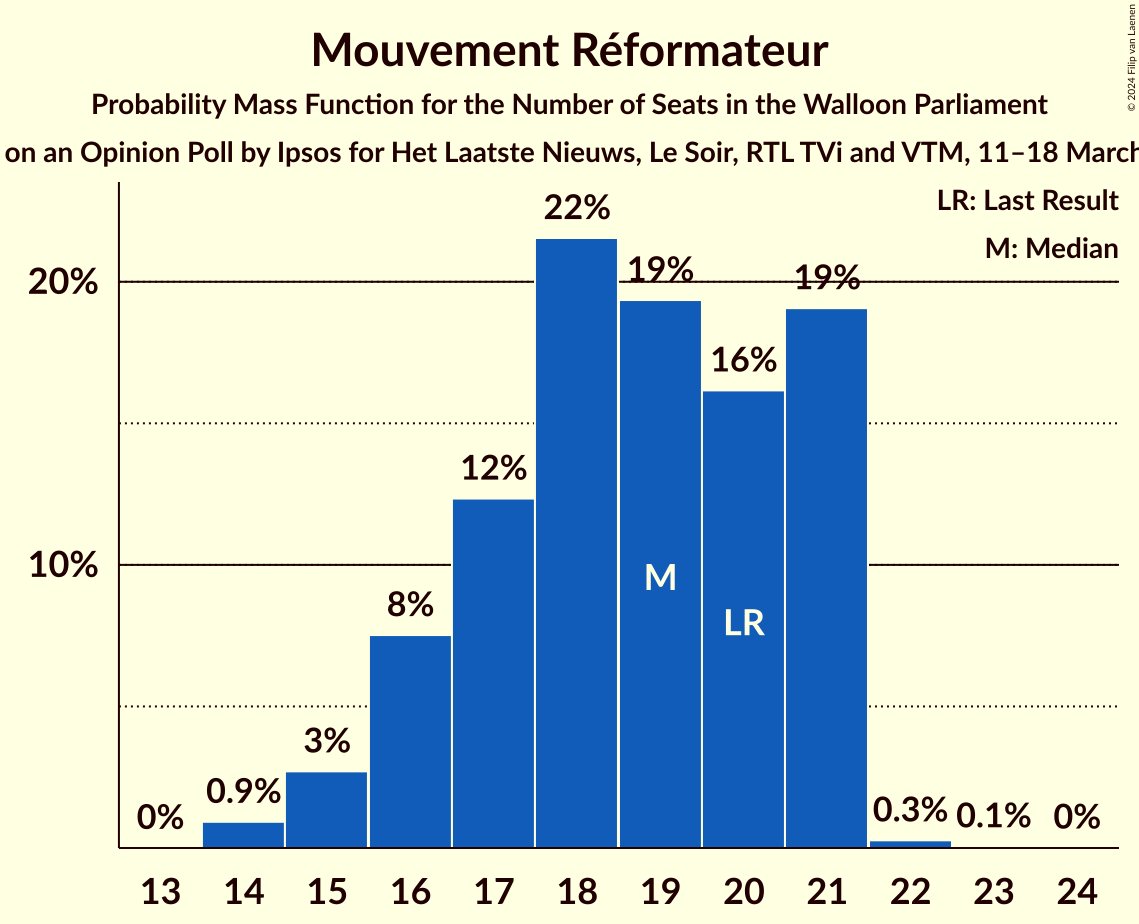 Mouvement Réformateur
Probability Mass Function for the Number of Seats in the Walloon Parliament
on an Opinion Poll by Ipsos for Het Laatste Nieuws, Le Soir, RTL TVi and VTM, 11–18 March
© 2024 Filip van Laenen
LR: Last Result
M: Median
20%
10%
0%
0.9%
3%
8%
12%
22%
19%
16%
19%
0.3%
0.1%
0%
M
LR
13 14 15 16 17 18 19 20 21 22 23 24